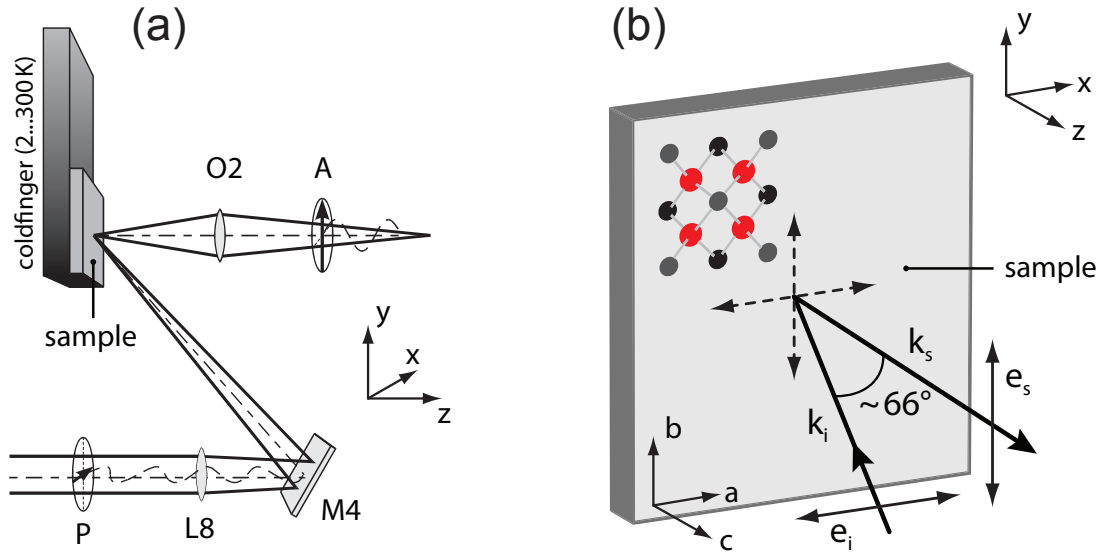 (a)
coldfinger (2...300K)
O2
A
sample
y
x
z
P
L8
M4
(b)
y
x
z
sample
k_s
~66°
e_s
k_i
b
a
c
e_i